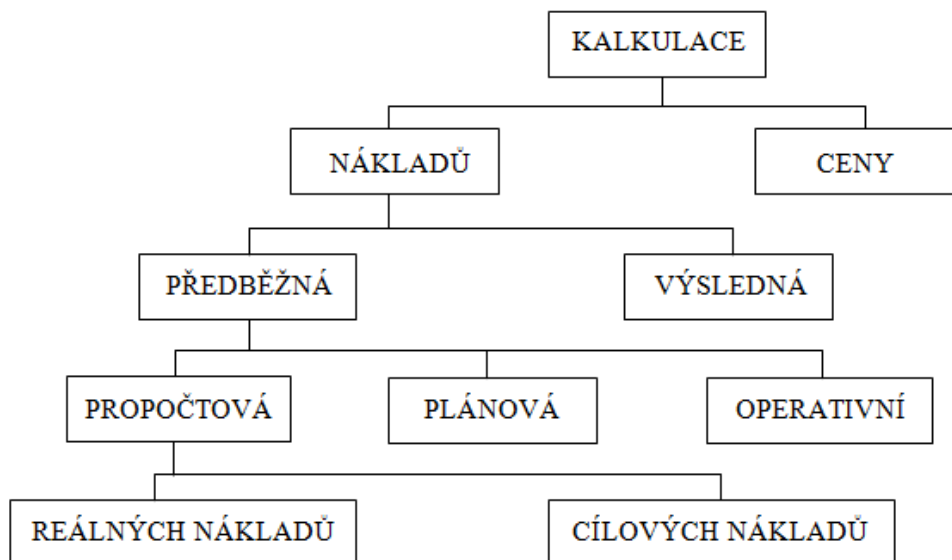 KALKULACE
NÁKLADŮ
CENY
PŘEDBĚŽNÁ
VÝSLEDNÁ
PROPOČTOVÁ
PLÁNOVÁ
OPERATIVNÍ
REÁLNÝCH NÁKLADŮ
CÍLOVÝCH NÁKLADŮ